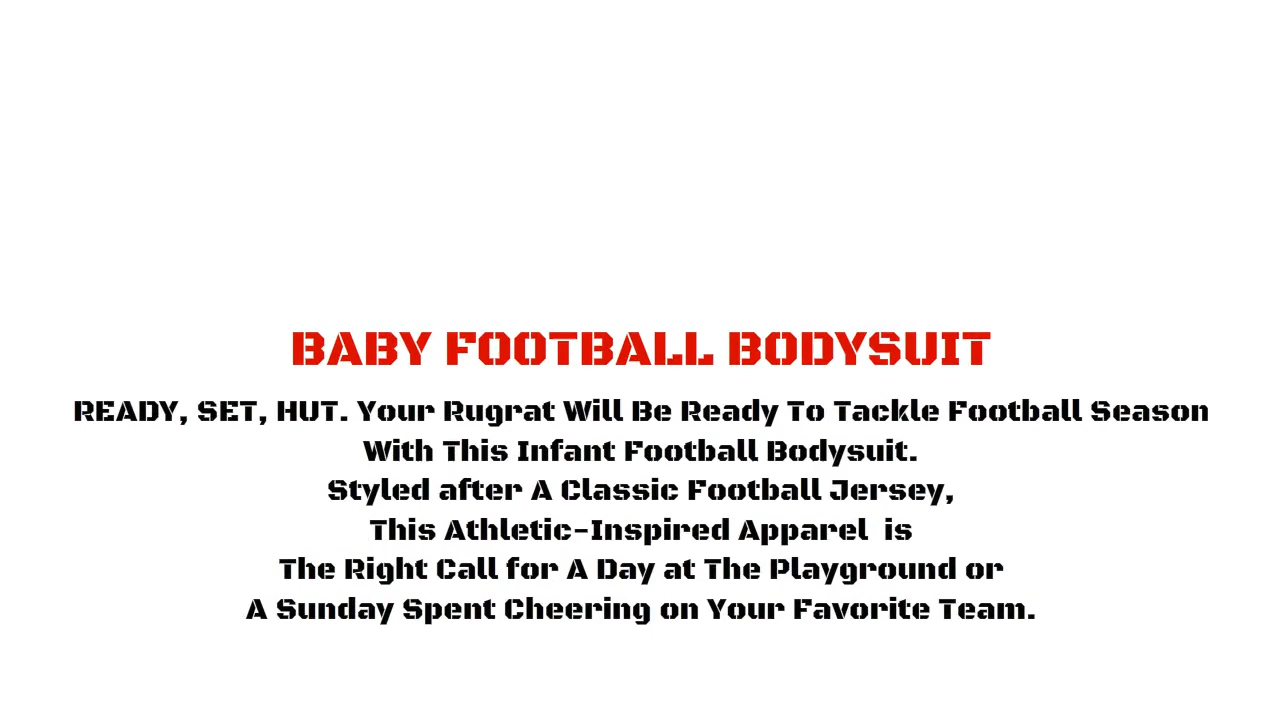 BABY FOOTBALL BODYSUIT
READY, SET, HUT. Your Rugrat Will Be Ready To Tackle Football Season
With This Infant Football Bodysuit.
Styled after A Classic Football Jersey,
This Athletic-Inspired Apparel  is
The Right Call for A Day at The Playground or
A Sunday Spent Cheering on Your Favorite Team.